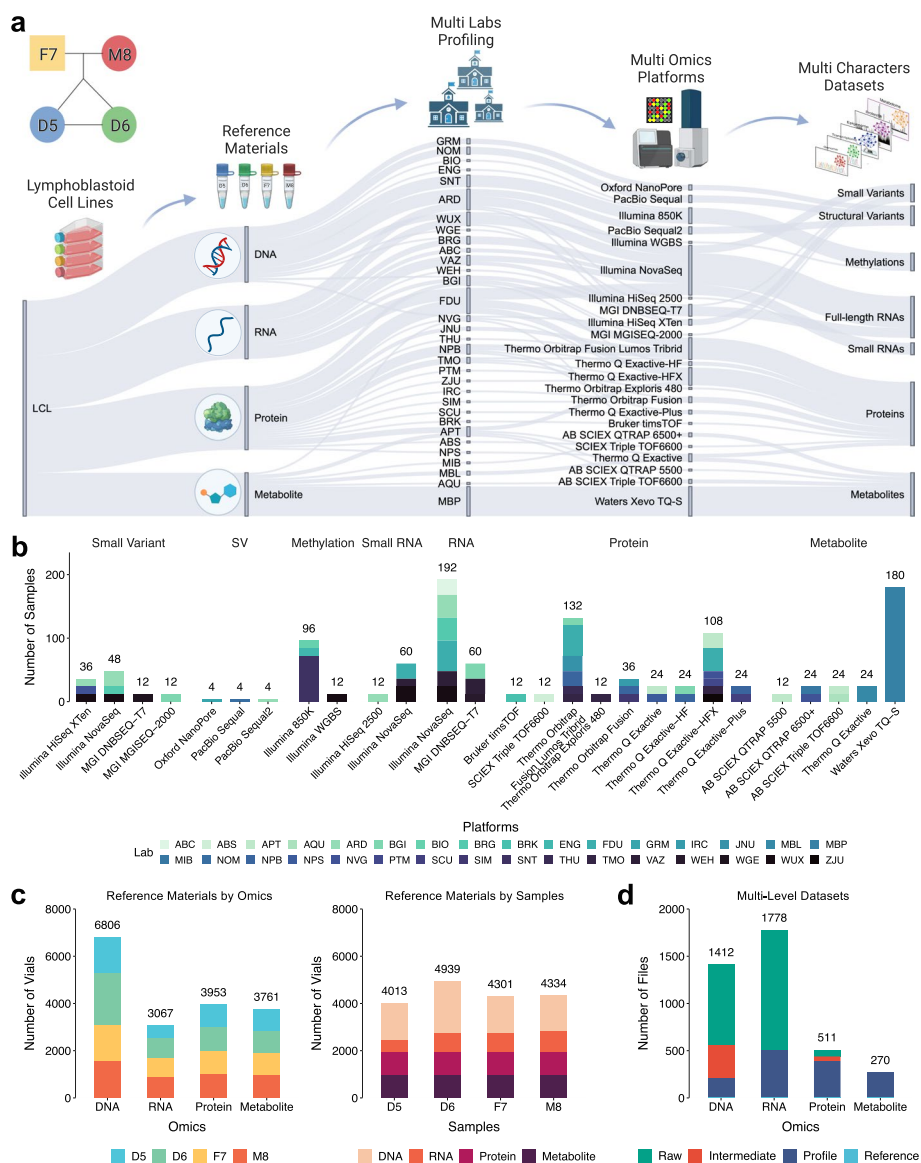 a
F7
M8
D5
D6
Lymphoblastoid
Cell Lines
Reference
Materials
D5
D6
F7
M8
Multi Labs
Profiling
Multi Omics
Platforms
Multi Characters
Datasets
LCL
DNA
RNA
Protein
Metabolite
GRM
NOM
BIO
ENG
SNT
ARD
WUX
WGE
BRG
ABC
VAZ
WEH
BGI
FDU
NVG
JNU
THU
NPB
TMO
PTM
ZJU
IRC
SIM
SCU
BRK
APT
ABS
NPS
MIB
MBL
AQU
MBP
Oxford NanoPore
PacBio Sequal
Illumina 850K
PacBio Sequal2
Illumina WGBS
Illumina NovaSeq
Illumina HiSeq 2500
MGI DNBSEQ-T7
Illumina HiSeq XTen
MGI MGISEQ-2000
Thermo Orbitrap Fusion Lumos Tribrid
Thermo Q Exactive-HF
Thermo Q Exactive-HFX
Thermo Orbitrap Exploris 480
Thermo Orbitrap Fusion
Thermo Q Exactive-Plus
Bruker timsTOF
AB SCIEX QTRAP 6500+
SCIEX Triple TOF6600
Thermo Q Exactive
AB SCIEX QTRAP 5500
AB SCIEX Triple TOF6600
Waters Xevo TQ-S
Small Variants
Structural Variants
Methylations
Full-length RNAs
Small RNAs
Proteins
Metabolites
b
Small Variant
SV
Methylation
Small RNA
RNA
Protein
Metabolite
Number of Samples
200
100
0
36
48
12
12
4
4
4
96
12
12
60
192
60
12
12
132
12
36
24
24
108
24
12
24
24
24
180
Illumina HiSeq XTen
Illumina NovaSeq
MGI DNBSEQ-T7
MGI MGISEQ-2000
Oxford NanoPore
PacBio Sequal
PacBio Sequal2
Illumina 850K
Illumina WGBS
Illumina HiSeq2500
Illumina NovaSeq
Illumina NovaSeq
MGI DNBSEQ-T7
Bruker timsTOF
SCIEX Triple TOF6600
Thermo Orbitrap
Fusion Lumos Tribrid
Thermo Orbitrap Exploris 480
Thermo Orbitrap Fusion
Thermo Q Exactive
Thermo Q Exactive-HF
Thermo Q Exactive-HFX
Thermo Q Exactive-Plus
AB SCIEX QTRAP 5500
AB SCIEX QTRAP 6500+
AB SCIEX Triple TOF6600
Thermo Q Exactive
Waters Xevo TQ-S
Platforms
Lab
ABC ABS APT AQU ARD BGI BIO BRG BRK ENG FDU GRM IRC JNU MBL MBP
MIB NOM NPB NPS NVG PTM SCU SIM SNT THU TMO VAZ WEH WGE WUX ZJU
c
Reference Materials by Omics
Number of Vials
8000
6000
4000
2000
0
6806
3067
3953
3761
DNA RNA Protein Metabolite
Omics
D5 D6 F7 M8
Reference Materials by Samples
Number of Vials
8000
6000
4000
2000
0
4013
4939
4301
4334
D5 D6 F7 M8
Samples
DNA RNA Protein Metabolite
d
Multi-Level Datasets
Number of Files
2000
1500
1000
500
0
1412
1778
511
270
DNA RNA Protein Metabolite
Omics
Raw Intermediate Profile Reference